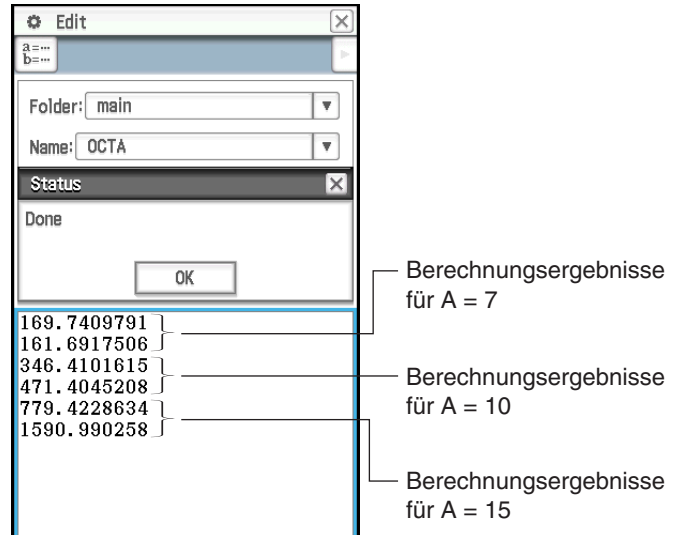 Edit
a=…
b=…
Folder: main
Name: OCTA
Status
Done
OK
169.7409791
161.6917506
346.4101615
471.4045208
779.4228634
1590.990258
Berechnungsergebnisse
für A = 7
Berechnungsergebnisse
für A = 10
Berechnungsergebnisse
für A = 15